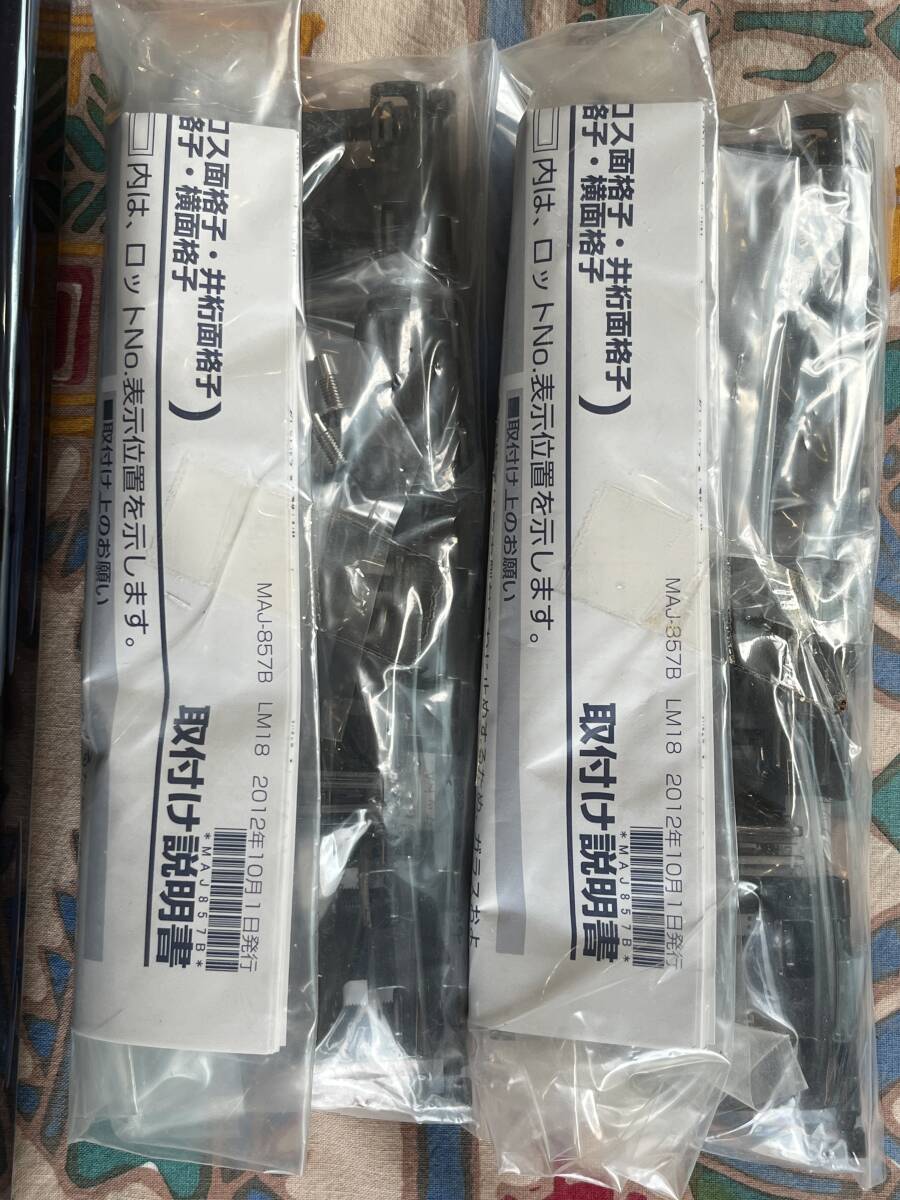 コス面格子・井桁面格子)
格子・横面格子
内は、ロットNo.表示位置を示します。
■取付け上のお願い
MAJ-857B LM18 2012年10月1日発行
*MAJ857B*
取付け説明書
コス面格子・井桁面格子)
格子・横面格子
内は、ロットNo.表示位置を示します。
■取付け上のお願い
MAJ-857B LM18 2012年10月1日発行
*MAJ857B*
取付け説明書